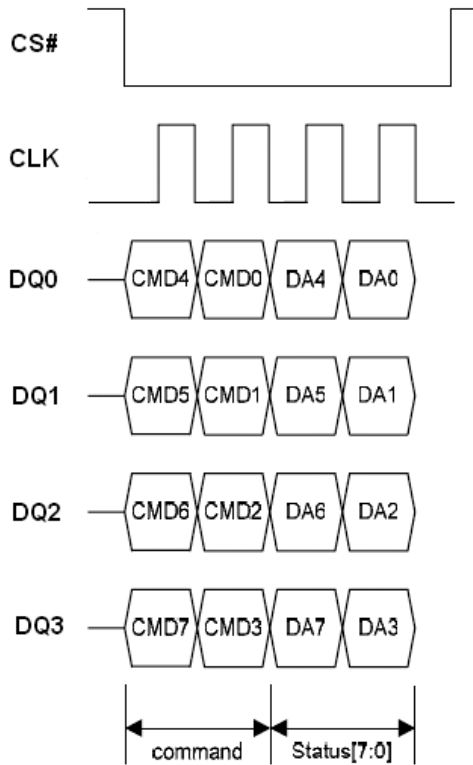 CS#
CLK
DQ0 CMD4 CMD0 DA4 DA0
DQ1 CMD5 CMD1 DA5 DA1
DQ2 CMD6 CMD2 DA6 DA2
DQ3 CMD7 CMD3 DA7 DA3
command Status[7:0]